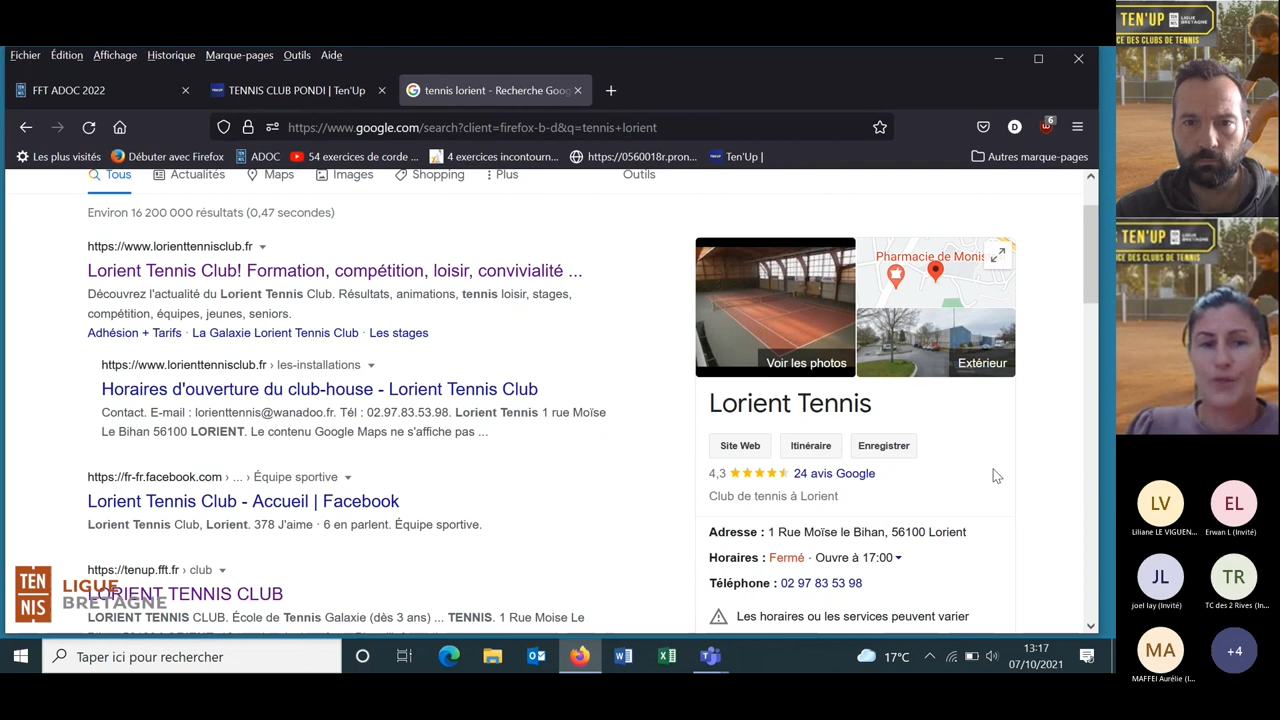 Fichier Édition Affichage Historique Marque-pages Outils Aide
FFT ADOC 2022
TENNIS CLUB PONDI | Ten'Up
tennis lorient - Recherche Goog
https://www.google.com/search?client=firefox-b-d&q=tennis+lorient
D
6
Les plus visités Débuter avec Firefox ADOC 54 exercices de corde ... 4 exercices incontourn... https://0560018r.pron... Ten'Up | Autres marque-pages
Tous Actualités Maps Images Shopping Plus Outils
Environ 16 200 000 résultats (0,47 secondes)
https://www.lorienttennisclub.fr
Lorient Tennis Club! Formation, compétition, loisir, convivialité ...
Découvrez l'actualité du Lorient Tennis Club. Résultats, animations, tennis loisir, stages,
compétition, équipes, jeunes, seniors.
Adhésion + Tarifs · La Galaxie Lorient Tennis Club · Les stages
https://www.lorienttennisclub.fr › les-installations
Horaires d'ouverture du club-house - Lorient Tennis Club
Contact. E-mail : lorienttennis@wanadoo.fr. Tél : 02.97.83.53.98. Lorient Tennis 1 rue Moïse
Le Bihan 56100 LORIENT. Le contenu Google Maps ne s'affiche pas ...
https://fr-fr.facebook.com › ... › Équipe sportive
Lorient Tennis Club - Accueil | Facebook
Lorient Tennis Club, Lorient. 378 J'aime · 6 en parlent. Équipe sportive.
https://tenup.fft.fr › club
LORIENT TENNIS CLUB
LORIENT TENNIS CLUB. École de Tennis Galaxie (dès 3 ans) ... TENNIS. 1 Rue Moise Le
Pharmacie de Monis
Voir les photos
Extérieur
Lorient Tennis
Site Web Itinéraire Enregistrer
4,3 24 avis Google
Club de tennis à Lorient
Adresse : 1 Rue Moïse le Bihan, 56100 Lorient
Horaires : Fermé · Ouvre à 17:00
Téléphone : 02 97 83 53 98
Les horaires ou les services peuvent varier
TEN
NIS
LIGUE
BRETAGNE
Taper ici pour rechercher
17°C
13:17
07/10/2021
TEN'UP LIGUE BRETAGNE
CE DES CLUBS DE TENNIS
TEN'UP LIGUE BRETAGNE
CE DES CLUBS DE TENNIS
LV
Liliane LE VIGUEN...
EL
Erwan L (Invité)
JL
joel lay (Invité)
TR
TC des 2 Rives (Inv...
MA
MAFFEI Aurélie (I...
+4